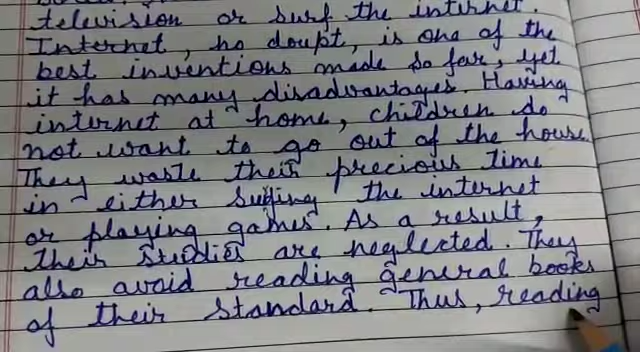 television or surf the internet.
Internet, no doubt, is one of the
best inventions made so far, yet
it has many disadvantages. Having
internet at home, children do
not want to go out of the house.
They waste their precious time
in either surfing the internet
or playing games. As a result,
their studies are neglected. They
also avoid reading general books
of their standard. Thus, reading